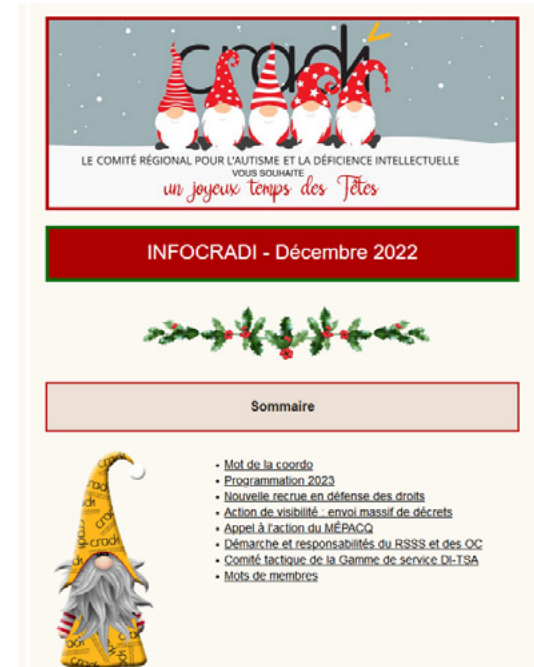 cradi
LE COMITÉ RÉGIONAL POUR L'AUTISME ET LA DÉFICIENCE INTELLECTUELLE
VOUS SOUHAITE
un joyeux temps des Fêtes
INFOCRADI - Décembre 2022
Sommaire
• Mot de la coordo
• Programmation 2023
• Nouvelle recrue en défense des droits
• Action de visibilité : envoi massif de décrets
• Appel à l'action du MÉPACQ
• Démarche et responsabilités du RSSS et des OC
• Comité tactique de la Gamme de service DI-TSA
• Mots de membres